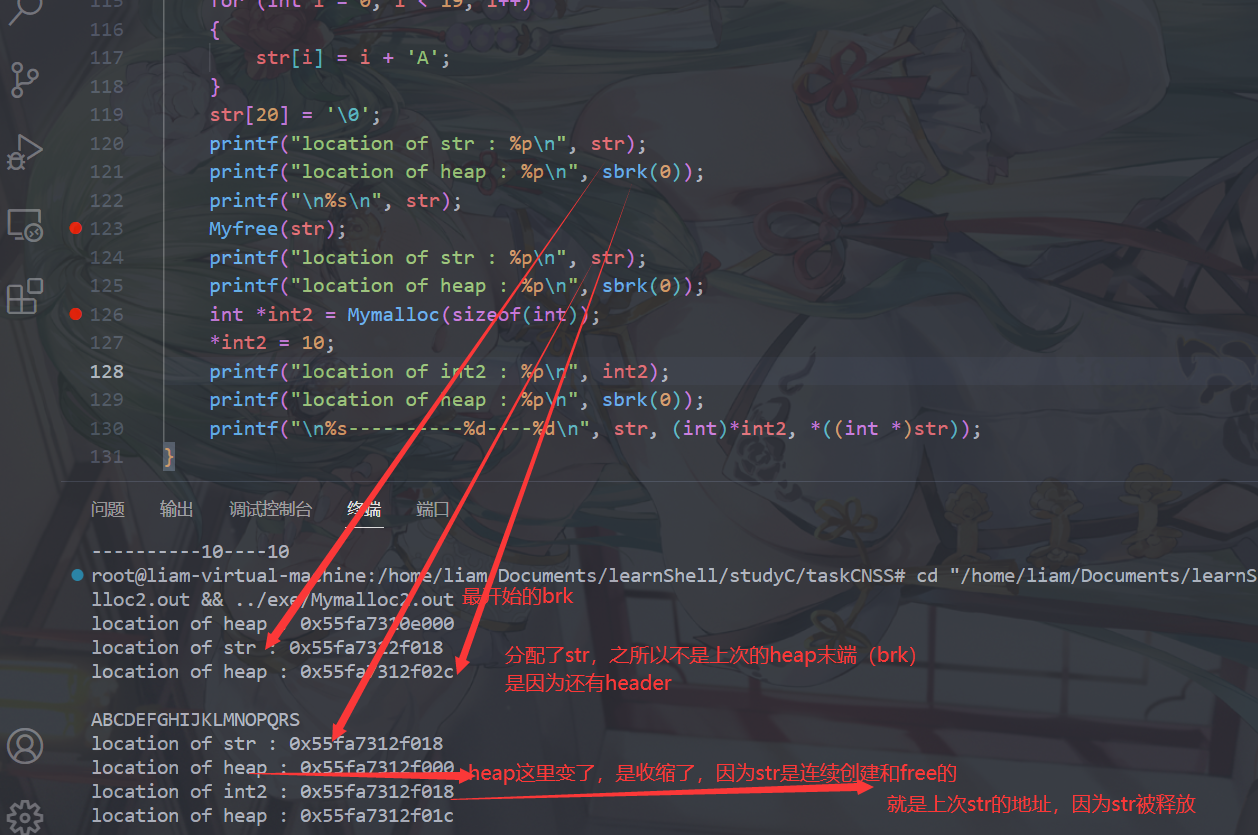 115 for (int i = 0; i < 19; i++)
116 {
117 str[i] = i + 'A';
118 }
119 str[20] = '\0';
120 printf("location of str : %p\n", str);
121 printf("location of heap : %p\n", sbrk(0));
122 printf("\n%s\n", str);
123 Myfree(str);
124 printf("location of str : %p\n", str);
125 printf("location of heap : %p\n", sbrk(0));
126 int *int2 = Mymalloc(sizeof(int));
127 *int2 = 10;
128 printf("location of int2 : %p\n", int2);
129 printf("location of heap : %p\n", sbrk(0));
130 printf("\n%s----------%d----%d\n", str, (int)*int2, *((int *)str));
131 }
问题 输出 调试控制台 终端 端口
----------10----10
root@liam-virtual-machine:/home/liam/Documents/learnShell/studyC/taskCNSS# cd "/home/liam/Documents/learnS
lloc2.out && ../exe/Mymalloc2.out 最开始的brk
location of heap : 0x55fa7310e000
location of str : 0x55fa7312f018
分配了str，之所以不是上次的heap末端（brk）
location of heap : 0x55fa7312f02c
是因为还有header
ABCDEFGHIJKLMNOPQRS
location of str : 0x55fa7312f018
location of heap : 0x55fa7312f000 heap这里变了，是收缩了，因为str是连续创建和free的
location of int2 : 0x55fa7312f018
就是上次str的地址，因为str被释放
location of heap : 0x55fa7312f01c